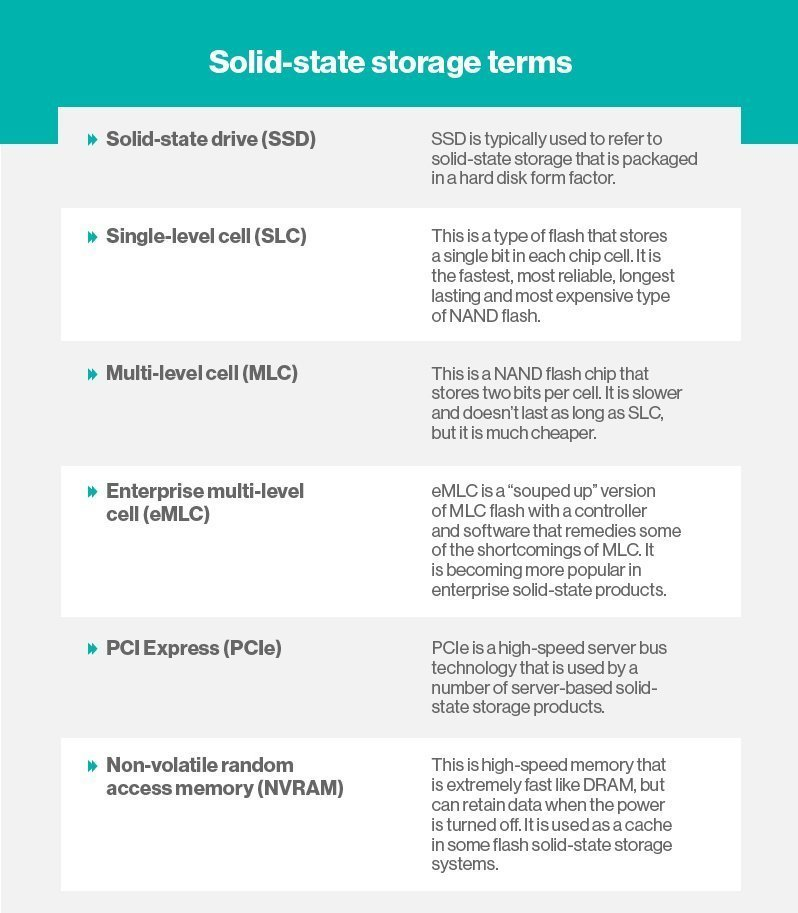 Solid-state storage terms
Solid-state drive (SSD)
SSD is typically used to refer to
solid-state storage that is packaged
in a hard disk form factor.
Single-level cell (SLC)
This is a type of flash that stores
a single bit in each chip cell. It is
the fastest, most reliable, longest
lasting and most expensive type
of NAND flash.
Multi-level cell (MLC)
This is a NAND flash chip that
stores two bits per cell. It is slower
and doesn't last as long as SLC,
but it is much cheaper.
Enterprise multi-level
cell (eMLC)
eMLC is a “souped up” version
of MLC flash with a controller
and software that remedies some
of the shortcomings of MLC. It
is becoming more popular in
enterprise solid-state products.
PCI Express (PCIe)
PCIe is a high-speed server bus
technology that is used by a
number of server-based solid-
state storage products.
Non-volatile random
access memory (NVRAM)
This is high-speed memory that
is extremely fast like DRAM, but
can retain data when the power
is turned off. It is used as a cache
in some flash solid-state storage
systems.